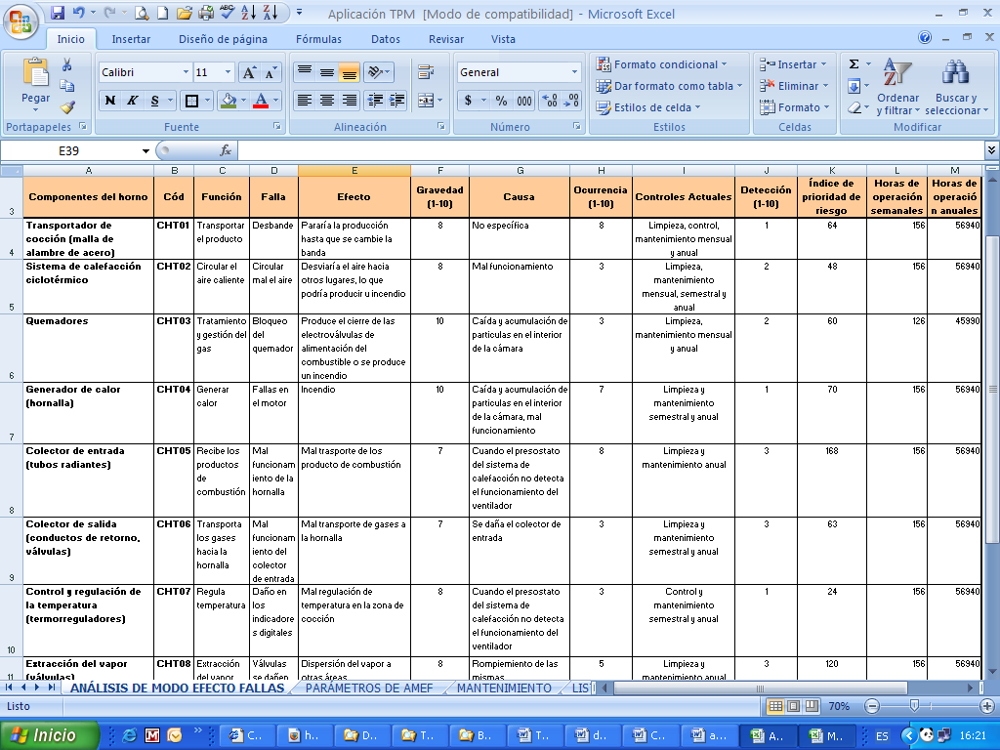 Aplicación TPM  [Modo de compatibilidad] - Microsoft Excel
Inicio Insertar Diseño de página Fórmulas Datos Revisar Vista
Pegar
Calibri 11
General
N K S
$ % 000
Formato condicional
Dar formato como tabla
Estilos de celda
Insertar
Eliminar
Formato
Ordenar y filtrar
Buscar y seleccionar
Portapapeles Fuente Alineación Número Estilos Celdas Modificar
E39 fx
A B C D E F G H I J K L M
3 Componentes del horno Cód Función Falla Efecto Gravedad (1-10) Causa Ocurrencia (1-10) Controles Actuales Detección (1-10) Índice de prioridad de riesgo Horas de operación semanales Horas de operació n anuales
4 Transportador de cocción (malla de alambre de acero) CHT01 Transportar el producto Desbande Pararía la producción hasta que se cambie la banda 8 No específica 8 Limpieza, control, mantenimiento mensual y anual 1 64 156 56940
5 Sistema de calefacción ciclotérmico CHT02 Circular el aire caliente Circular mal el aire Desviaría el aire hacia otros lugares, lo que podría producir u incendio 8 Mal funcionamiento 3 Limpieza, mantenimiento mensual, semestral y anual 2 48 156 56940
6 Quemadores CHT03 Tratamiento y gestión del gas Bloqueo del quemador Produce el cierre de las electroválvulas de alimentación del combustible o se produce un incendio 10 Caída y acumulación de particulas en el interior de la cámara 3 Limpieza, mantenimiento mensual y anual 2 60 126 45990
7 Generador de calor (hornalla) CHT04 Generar calor Fallas en el motor Incendio 10 Caída y acumulación de particulas en el interior de la cámara, mal funcionamiento 7 Limpieza y mantenimiento semestral y anual 1 70 156 56940
8 Colector de entrada (tubos radiantes) CHT05 Recibe los productos de combustión Mal funcionam iento de la hornalla Mal trasporte de los producto de combustión 7 Cuando el presostato del sistema de calefacción no detecta el funcionamiento del ventilador 8 Limpieza y mantenimiento anual 3 168 156 56940
9 Colector de salida (conductos de retorno, válvulas) CHT06 Transporta los gases hacia la hornalla Mal funcionam iento del colector de entrada Mal transporte de gases a la hornalla 7 Se daña el colector de entrada 3 Limpieza y mantenimiento semestral y anual 3 63 156 56940
10 Control y regulación de la temperatura (termorreguladores) CHT07 Regula temperatura Daño en los indicadore s digitales Mal regulación de temperatura en la zona de cocción 8 Cuando el presostato del sistema de calefacción no detecta el funcionamiento del ventilador 3 Control y mantenimiento semestral y anual 1 24 156 56940
11 Extracción del vapor (válvulas) CHT08 Extracción del vapor Válvulas se dañen Dispersión del vapor a otras áreas 8 Rompiemiento de las mismas 5 Limpieza y mantenimiento anual 3 120 156 56940
ANÁLISIS DE MODO EFECTO FALLAS PARÁMETROS DE AMEF MANTENIMIENTO LIST
Listo 70%
Inicio C... h... D... T... B... T... d... C... a... A... M... ES 16:21